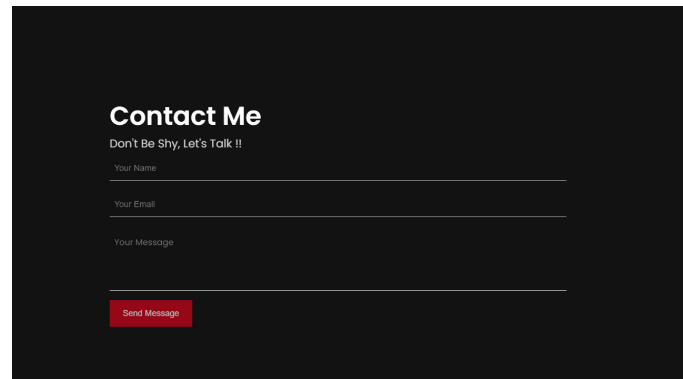 Contact Me
Don't Be Shy, Let's Talk !!
Your Name
Your Email
Your Message
Send Message